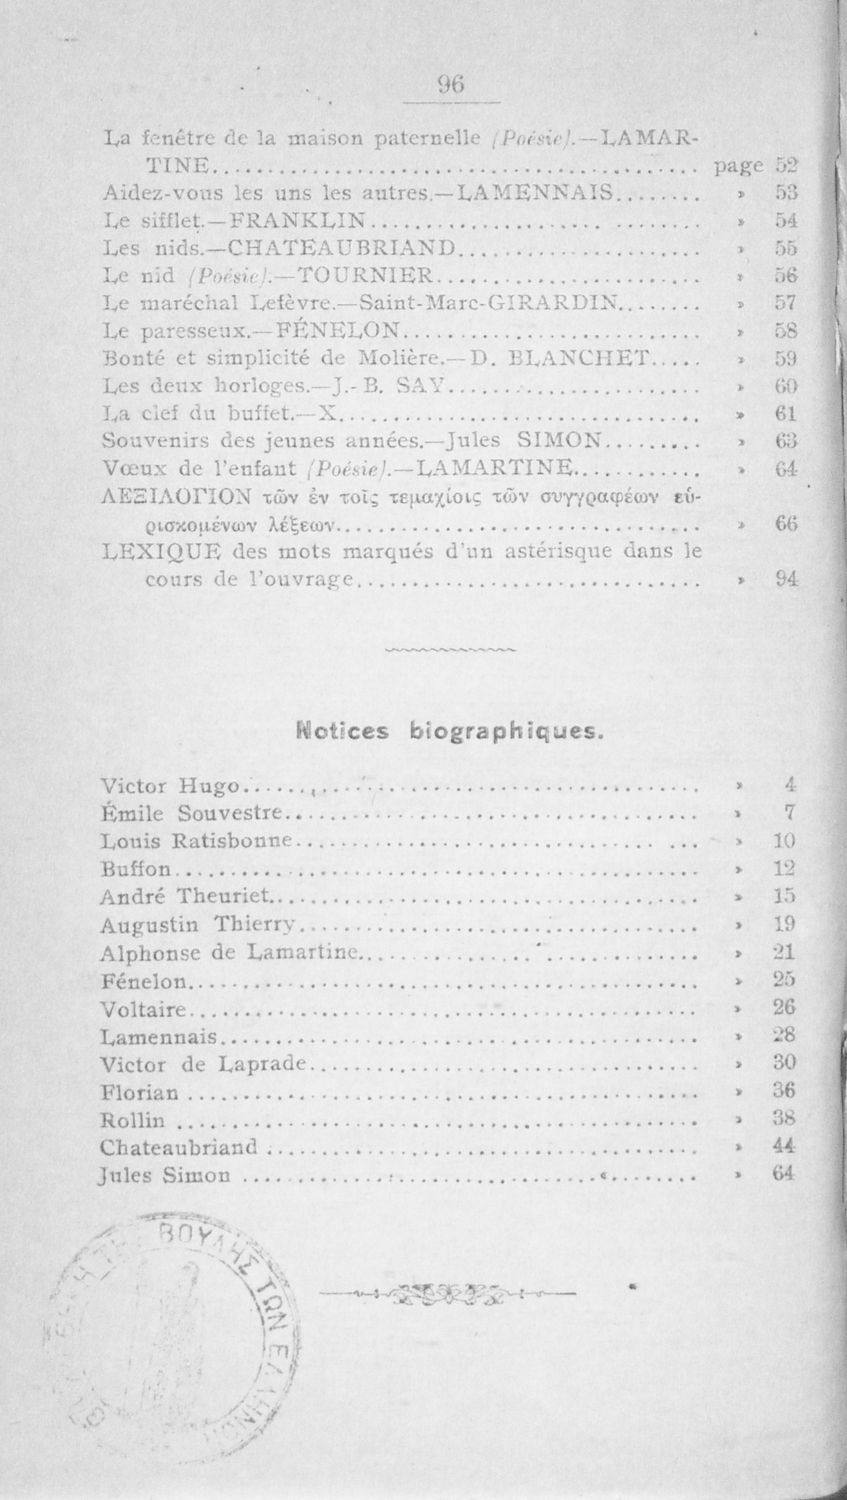 96
La fenêtre de la maison paternelle (Poésie).—LAMAR-
TINE................................................ page 52
Aidez-vous les uns les autres.—LAMENNAIS........ » 53
Le sifflet.—FRANKLIN............................. » 54
Les nids.—CHATEAUBRIAND...................... » 55
Le nid (Poésie).—TOURNIER........................ » 56
Le maréchal Lefèvre.—Saint-Marc-GIRARDIN........ » 57
Le paresseux.—FÉNELON........................... » 58
Bonté et simplicité de Molière.—D. BLANCHET..... » 59
Les deux horloges.—J.-B. SAY....................... » 60
La clef du buffet.—X................................. » 61
Souvenirs des jeunes années.—Jules SIMON......... » 63
Vœux de l'enfant (Poésie).—LAMARTINE............ » 64
ΛΕΞΙΛΟΓΙΟΝ τῶν ἐν τοῖς τεμαχίοις τῶν συγγραφέων εὑ-
ρισκομένων λέξεων................................. » 66
LEXIQUE des mots marqués d'un astérisque dans le
cours de l'ouvrage............................... » 94
Notices biographiques.
Victor Hugo.......................................... » 4
Émile Souvestre..................................... » 7
Louis Ratisbonne.................................... » 10
Buffon............................................... » 12
André Theuriet...................................... » 15
Augustin Thierry.................................... » 19
Alphonse de Lamartine............................... » 21
Fénelon.............................................. » 25
Voltaire.............................................. » 26
Lamennais........................................... » 28
Victor de Laprade................................... » 30
Florian .............................................. » 36
Rollin ............................................... » 38
Chateaubriand ....................................... » 44
Jules Simon ......................................... » 64
ΒΟΥΛΗΣ ΤΩΝ ΕΛΛΗΝΩΝ